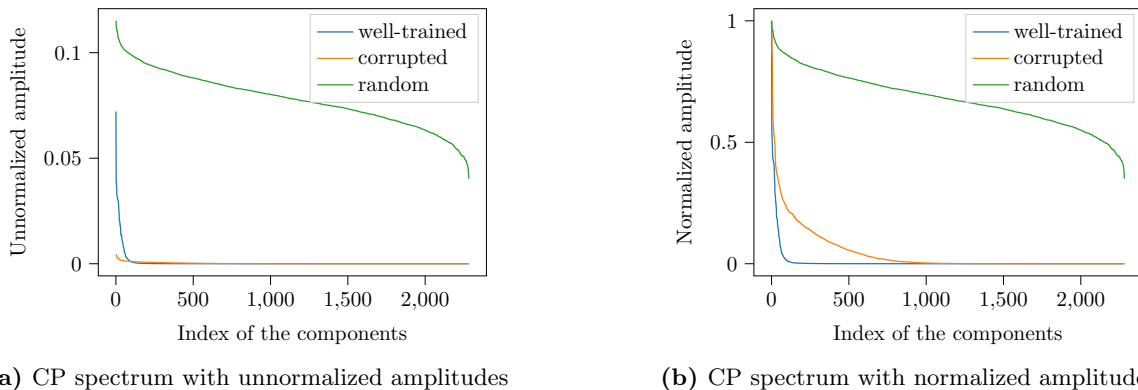 well-trained
corrupted
random
0.1
0.05
0
Unnormalized amplitude
0 500 1,000 1,500 2,000
Index of the components
well-trained
corrupted
random
1
0.5
0
Normalized amplitude
0 500 1,000 1,500 2,000
Index of the components
a) CP spectrum with unnormalized amplitudes
(b) CP spectrum with normalized amplitude